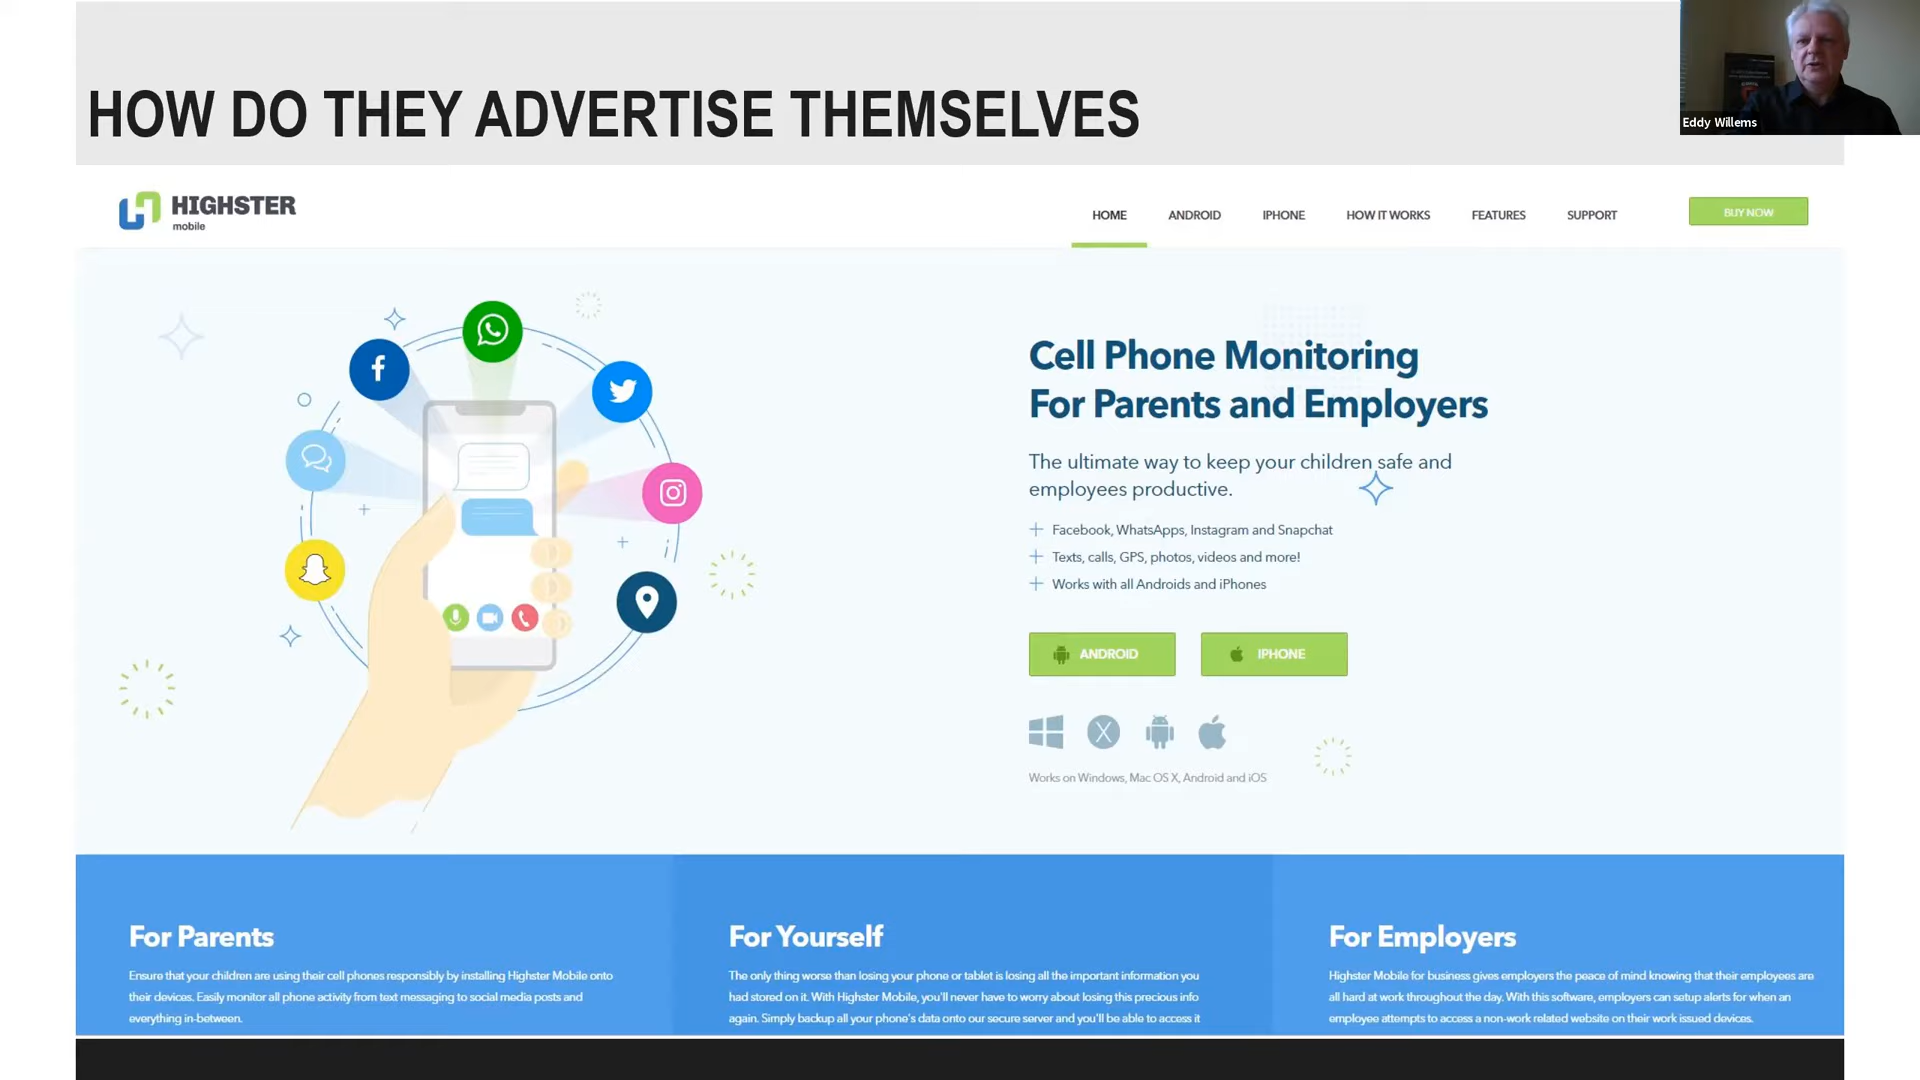 HOW DO THEY ADVERTISE THEMSELVES
Eddy Willems
HIGHSTER
mobile
HOME
ANDROID
IPHONE
HOW IT WORKS
FEATURES
SUPPORT
BUY NOW
Cell Phone Monitoring
For Parents and Employers
The ultimate way to keep your children safe and
employees productive.
Facebook, WhatsApps, Instagram and Snapchat
Texts, calls, GPS, photos, videos and more!
Works with all Androids and iPhones
ANDROID
IPHONE
Works on Windows, Mac OS X, Android and iOS
For Parents
Ensure that your children are using their cell phones responsibly by installing Highster Mobile onto
their devices. Easily monitor all phone activity from text messaging to social media posts and
everything in-between.
For Yourself
The only thing worse than losing your phone or tablet is losing all the important information you
had stored on it. With Highster Mobile, you'll never have to worry about losing this precious info
again. Simply backup all your phone's data onto our secure server and you'll be able to access it
For Employers
Highster Mobile for business gives employers the peace of mind knowing that their employees are
all hard at work throughout the day. With this software, employers can setup alerts for when an
employee attempts to access a non-work related website on their work issued devices.